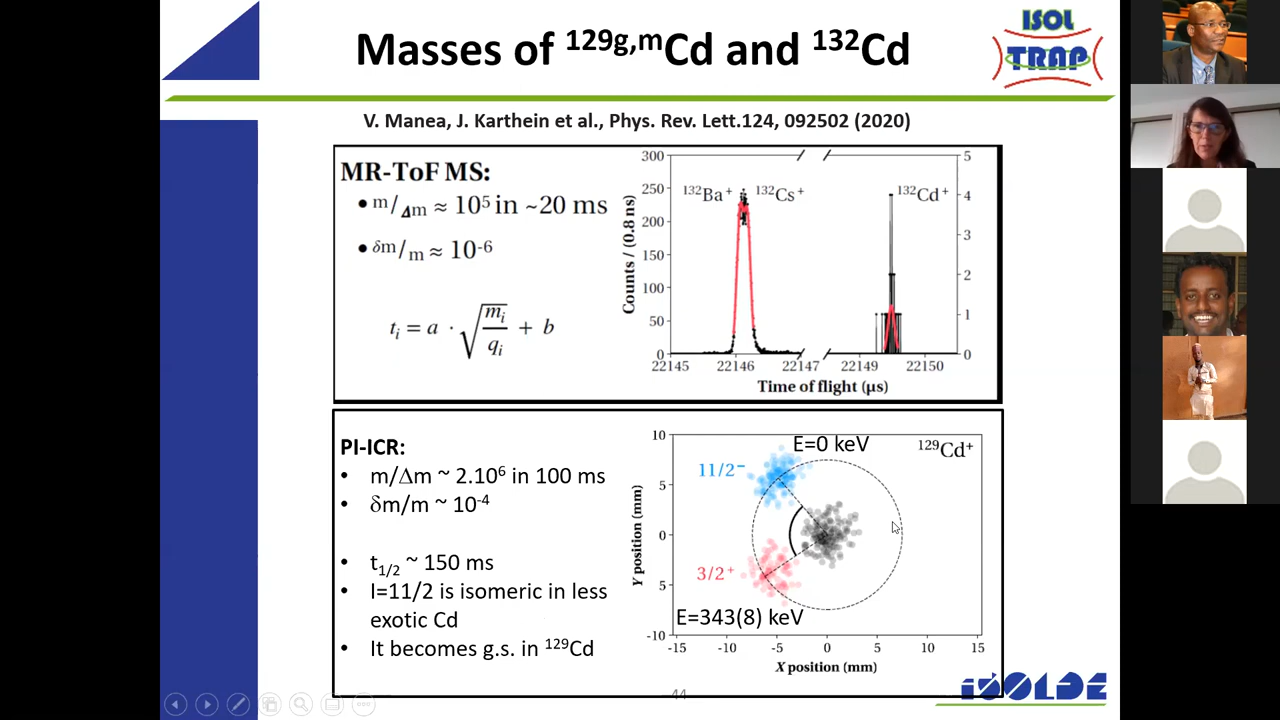 Masses of ¹²⁹ᵍ,ᵐCd and ¹³²Cd
ISOL
TRAP
V. Manea, J. Karthein et al., Phys. Rev. Lett.124, 092502 (2020)
MR-ToF MS:
• m/Δm ≈ 10⁵ in ~20 ms
• δm/m ≈ 10⁻⁶
tᵢ = a · √(mᵢ/qᵢ) + b
Counts / (0.8 ns)
300
250
200
150
100
50
0
¹³²Ba⁺ ¹³²Cs⁺
¹³²Cd⁺
5
4
3
2
1
0
22145 22146 22147 22149 22150
Time of flight (μs)
PI-ICR:
• m/Δm ~ 2.10⁶ in 100 ms
• δm/m ~ 10⁻⁴
• t₁/₂ ~ 150 ms
• I=11/2 is isomeric in less
exotic Cd
• It becomes g.s. in ¹²⁹Cd
Y position (mm)
10
5
0
5
-10
E=0 keV
¹²⁹Cd⁺
11/2⁻
3/2⁺
E=343(8) keV
-15 -10 -5 0 5 10 15
X position (mm)
44
ISOLDE